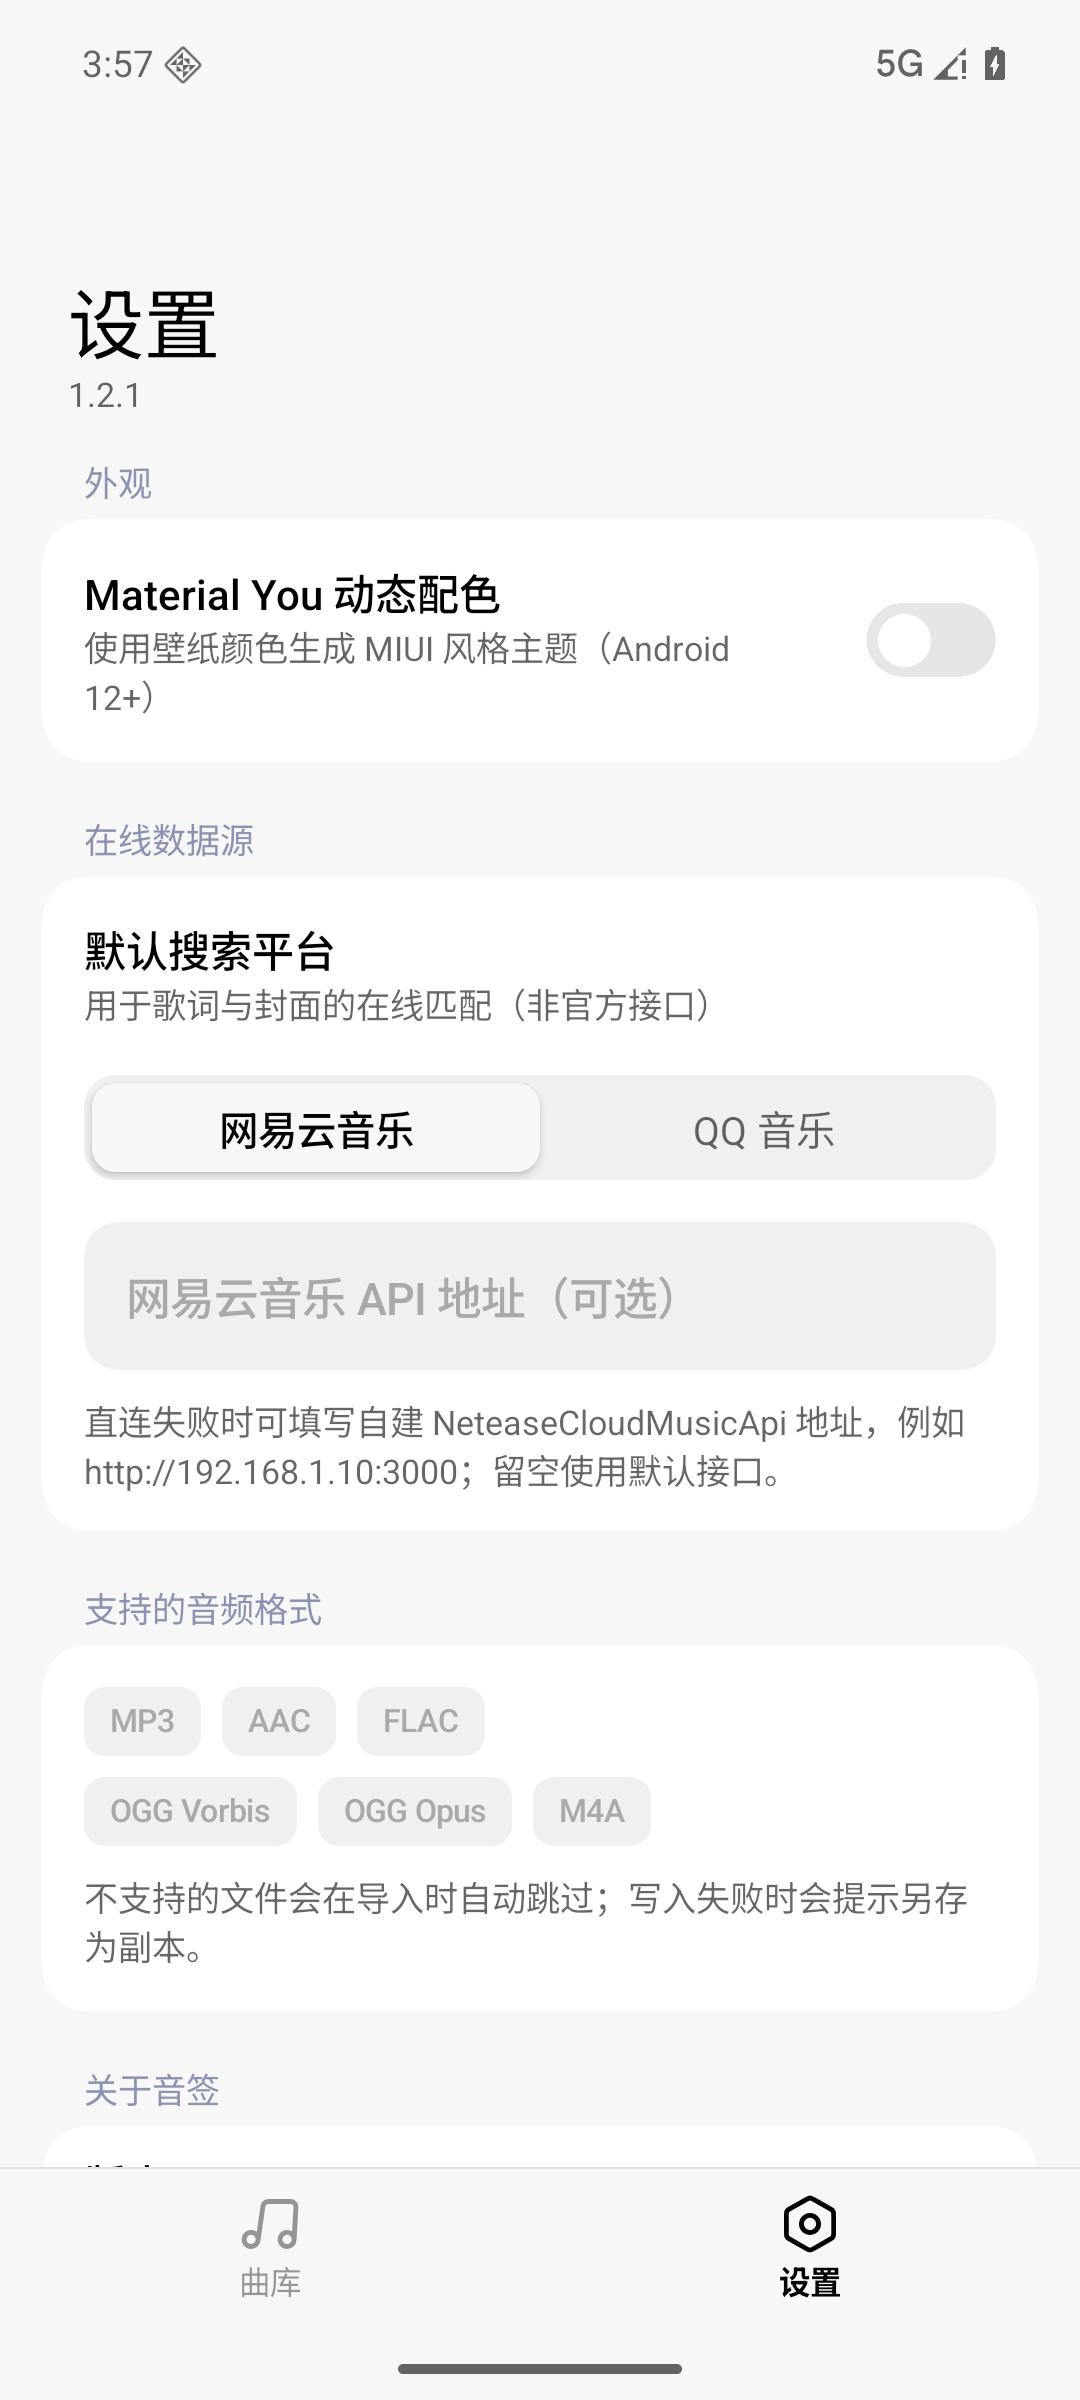 3:57
5G
设置
1.2.1
外观
Material You 动态配色
使用壁纸颜色生成 MIUI 风格主题（Android
12+）
在线数据源
默认搜索平台
用于歌词与封面的在线匹配（非官方接口）
网易云音乐
QQ 音乐
网易云音乐 API 地址（可选）
直连失败时可填写自建 NeteaseCloudMusicApi 地址，例如
http://192.168.1.10:3000；留空使用默认接口。
支持的音频格式
MP3
AAC
FLAC
OGG Vorbis
OGG Opus
M4A
不支持的文件会在导入时自动跳过；写入失败时会提示另存
为副本。
关于音签
曲库
设置